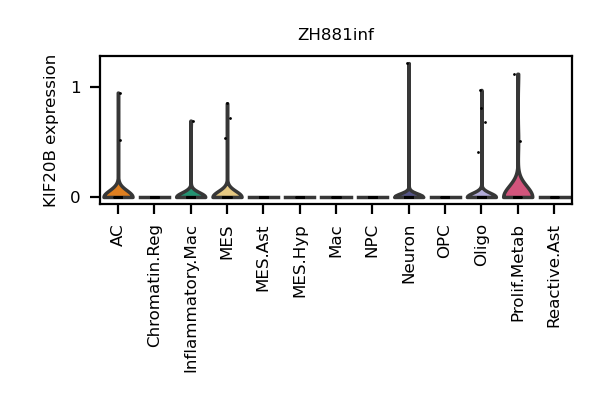 ZH881inf
KIF20B expression
1
0
AC
Chromatin.Reg
Inflammatory.Mac
MES
MES.Ast
MES.Hyp
Mac
NPC
Neuron
OPC
Oligo
Prolif.Metab
Reactive.Ast